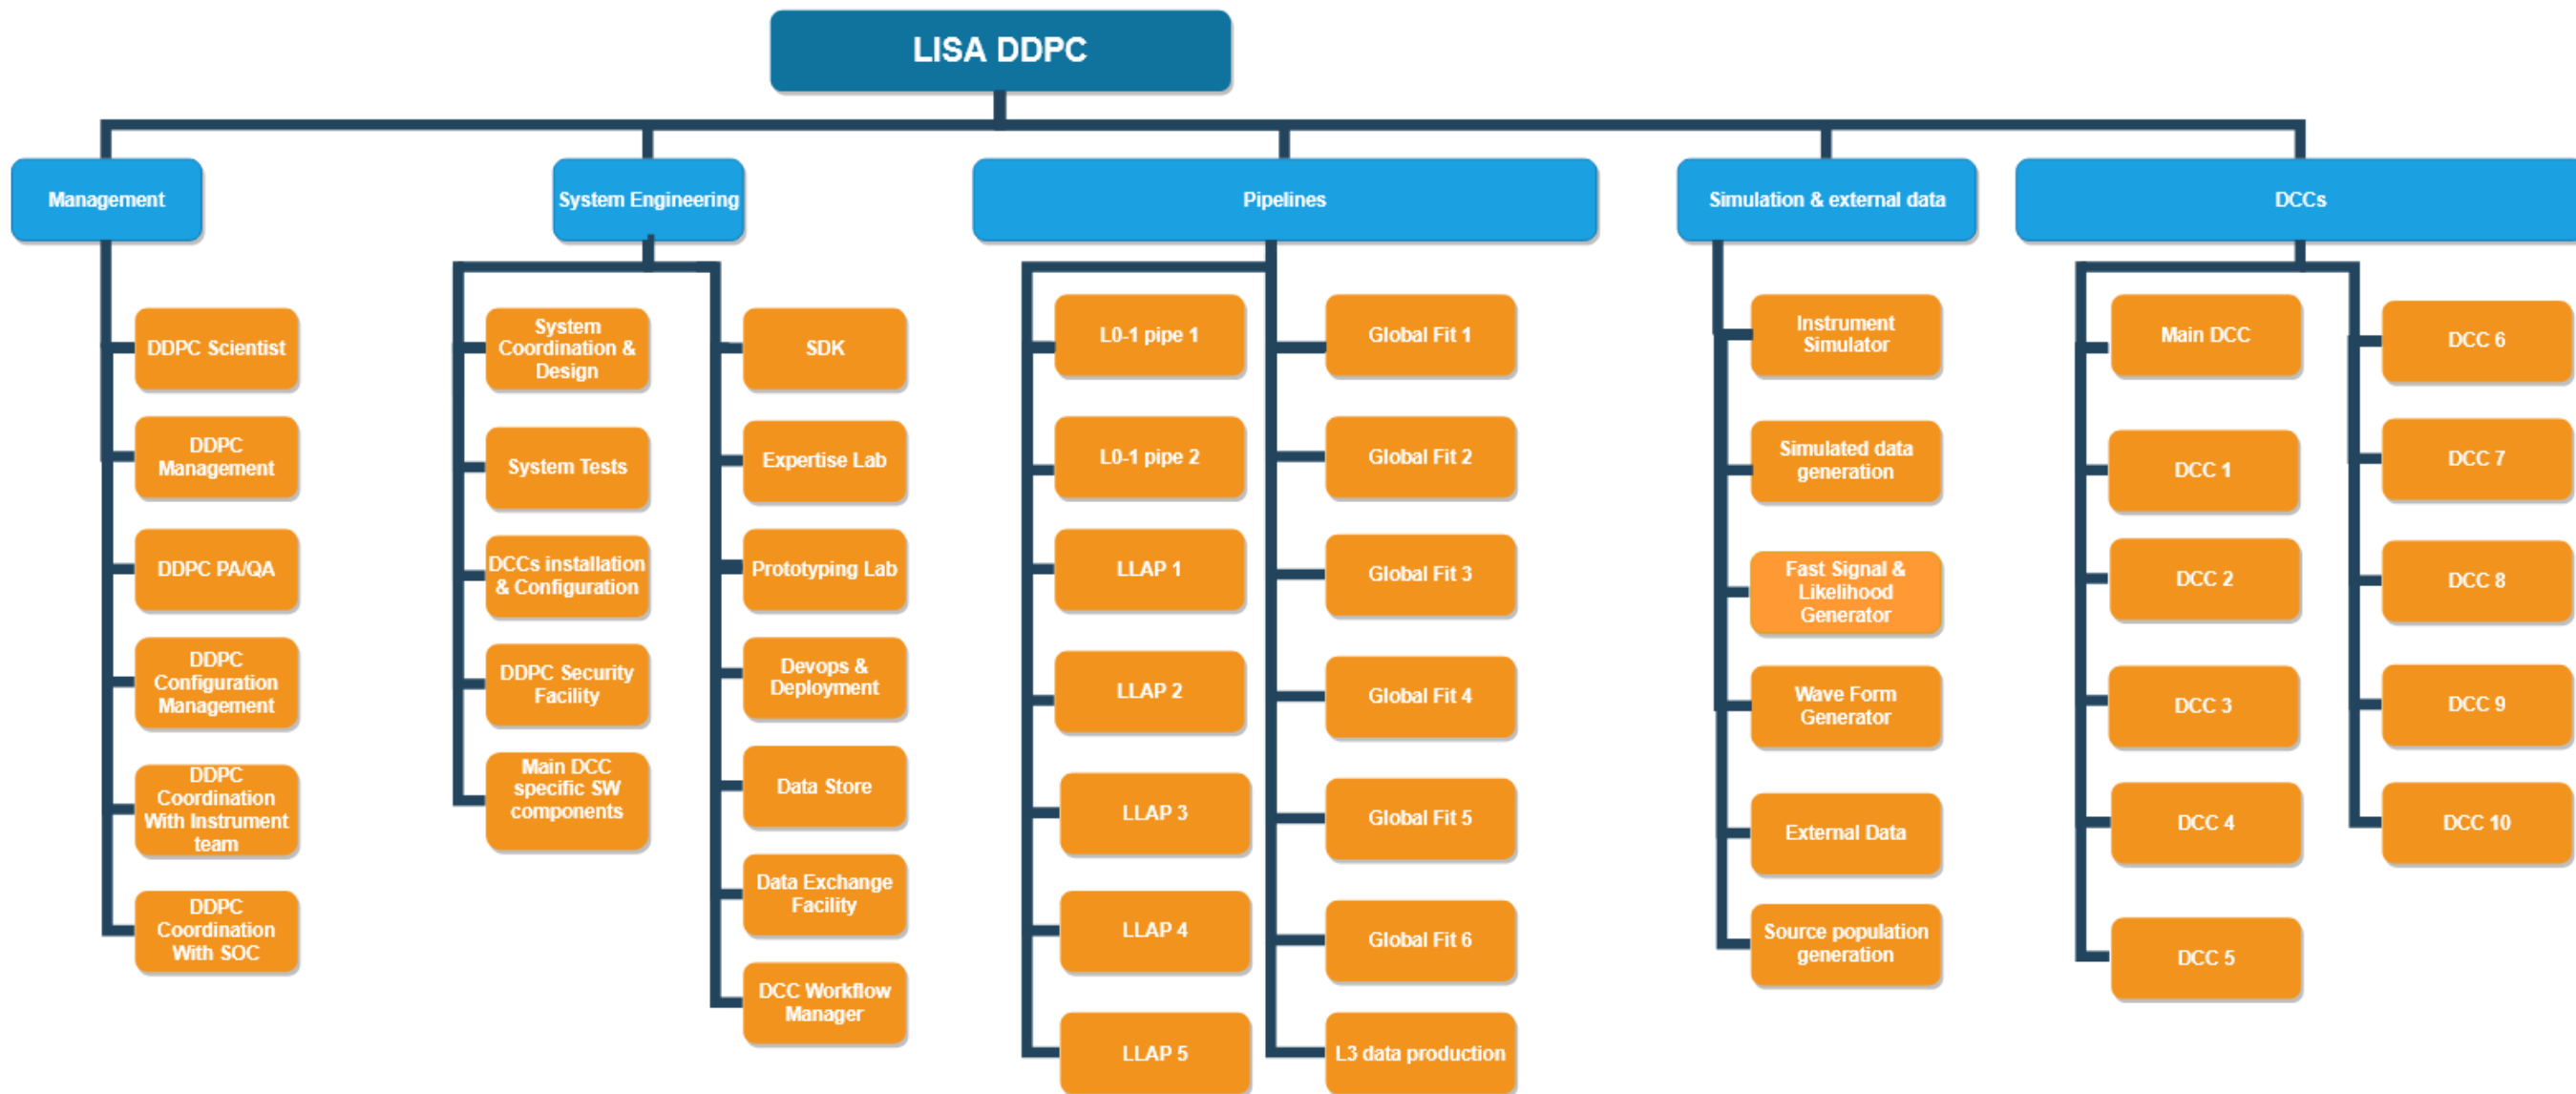 LISA DDPC
Management
System Engineering
Pipelines
Simulation & external data
DCCs
DDPC Scientist
DDPC
Management
DDPC PA/QA
DDPC
Configuration
Management
DDPC
Coordination
With Instrument
team
DDPC
Coordination
With SOC
System
Coordination &
Design
System Tests
DCCs installation
& Configuration
DDPC Security
Facility
Main DCC
specific SW
components
SDK
Expertise Lab
Prototyping Lab
Devops &
Deployment
Data Store
Data Exchange
Facility
DCC Workflow
Manager
L0-1 pipe 1
L0-1 pipe 2
LLAP 1
LLAP 2
LLAP 3
LLAP 4
LLAP 5
Global Fit 1
Global Fit 2
Global Fit 3
Global Fit 4
Global Fit 5
Global Fit 6
L3 data production
Instrument
Simulator
Simulated data
generation
Fast Signal &
Likelihood
Generator
Wave Form
Generator
External Data
Source population
generation
Main DCC
DCC 1
DCC 2
DCC 3
DCC 4
DCC 5
DCC 6
DCC 7
DCC 8
DCC 9
DCC 10